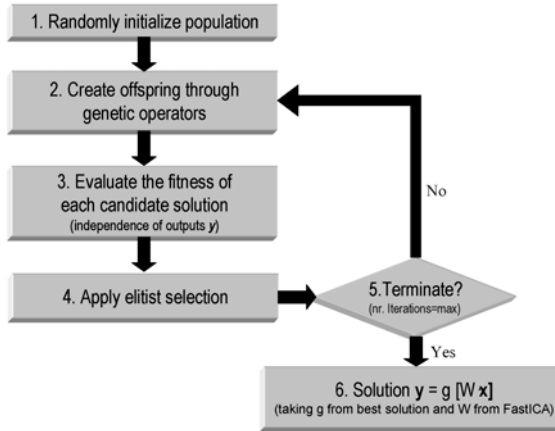 1. Randomly initialize population
2. Create offspring through
genetic operators
3. Evaluate the fitness of
each candidate solution
(independence of outputs y)
No
4. Apply elitist selection
5.Terminate?
(nr. Iterations=max)
Yes
6. Solution y = g [W x]
(taking g from best solution and W from FastICA)